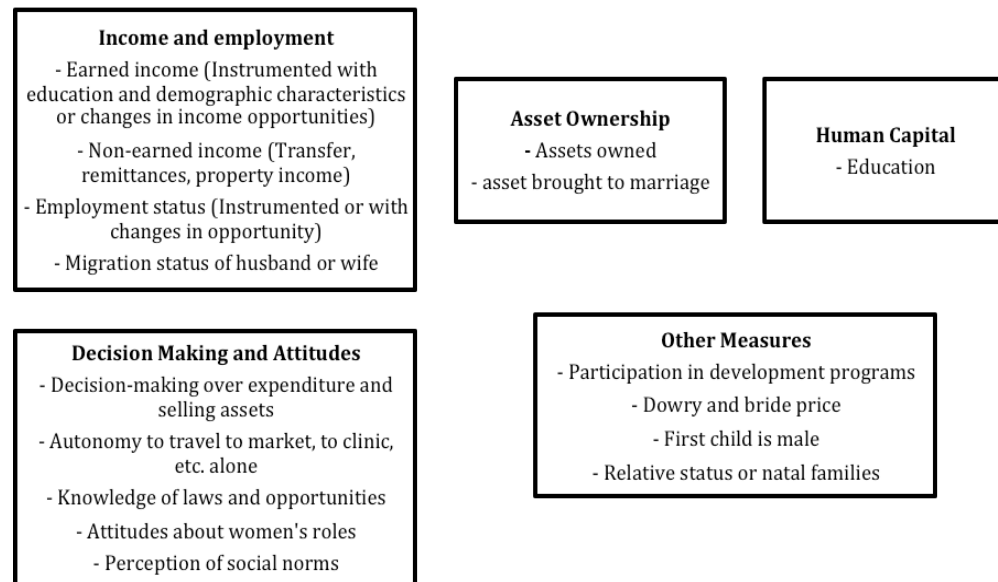 Income and employment
- Earned income (Instrumented with
education and demographic characteristics
or changes in income opportunities)
- Non-earned income (Transfer,
remittances, property income)
- Employment status (Instrumented or with
changes in opportunity)
- Migration status of husband or wife
Asset Ownership
- Assets owned
- asset brought to marriage
Human Capital
- Education
Decision Making and Attitudes
- Decision-making over expenditure and
selling assets
- Autonomy to travel to market, to clinic,
etc. alone
- Knowledge of laws and opportunities
- Attitudes about women's roles
- Perception of social norms
Other Measures
- Participation in development programs
- Dowry and bride price
- First child is male
- Relative status or natal families